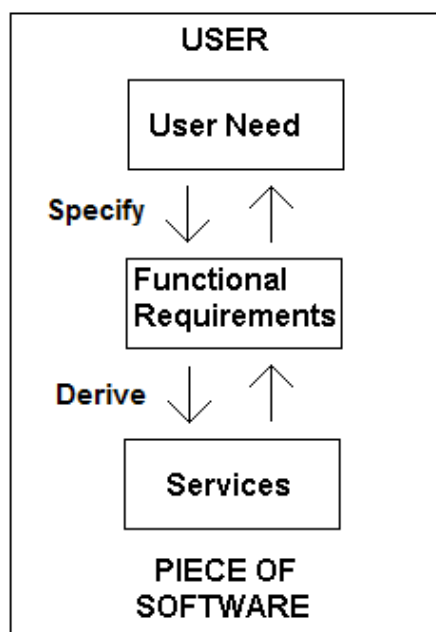 USER
User Need
Specify
Functional
Requirements
Derive
Services
PIECE OF
SOFTWARE